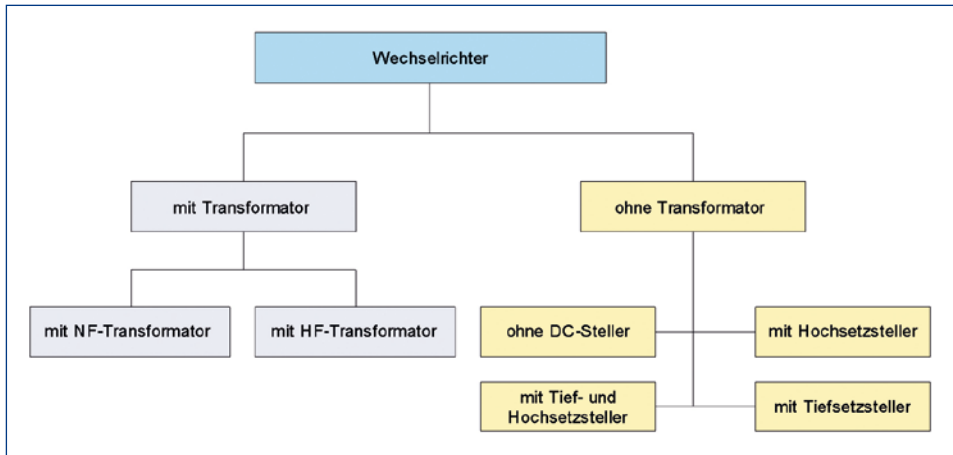 Wechselrichter
mit Transformator
ohne Transformator
mit NF-Transformator
mit HF-Transformator
ohne DC-Steller
mit Hochsetzsteller
mit Tief- und
Hochsetzsteller
mit Tiefsetzsteller